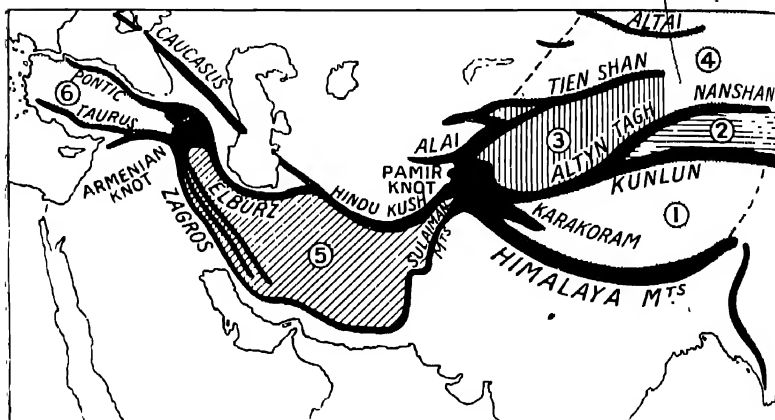 ALTAI
CAUCASUS
④
TIEN SHAN
PONTIC
⑥
NANSHAN
TAURUS
②
ALAI
③
ALTYN TAGH
PAMIR
KNOT
ARMENIAN
KNOT
KUNLUN
ELBURZ
HINDU KUSH
ZAGROS
①
KARAKORAM
SULAIMAN
MTS
⑤
HIMALAYA MTS